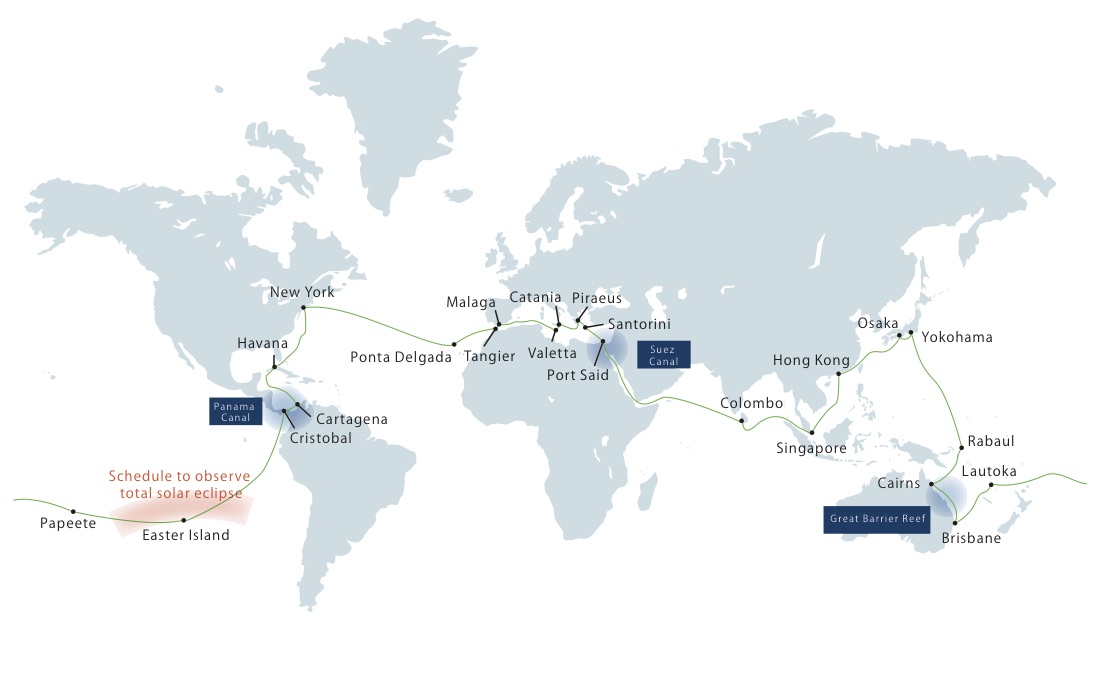 New York
Malaga
Catania
Piraeus
Santorini
Osaka
Yokohama
Havana
Ponta Delgada
Tangier
Valetta
Suez
Canal
Port Said
Hong Kong
Panama
Canal
Cartagena
Cristobal
Colombo
Singapore
Rabaul
Lautoka
Schedule to observe
total solar eclipse
Cairns
Papeete
Easter Island
Great Barrier Reef
Brisbane